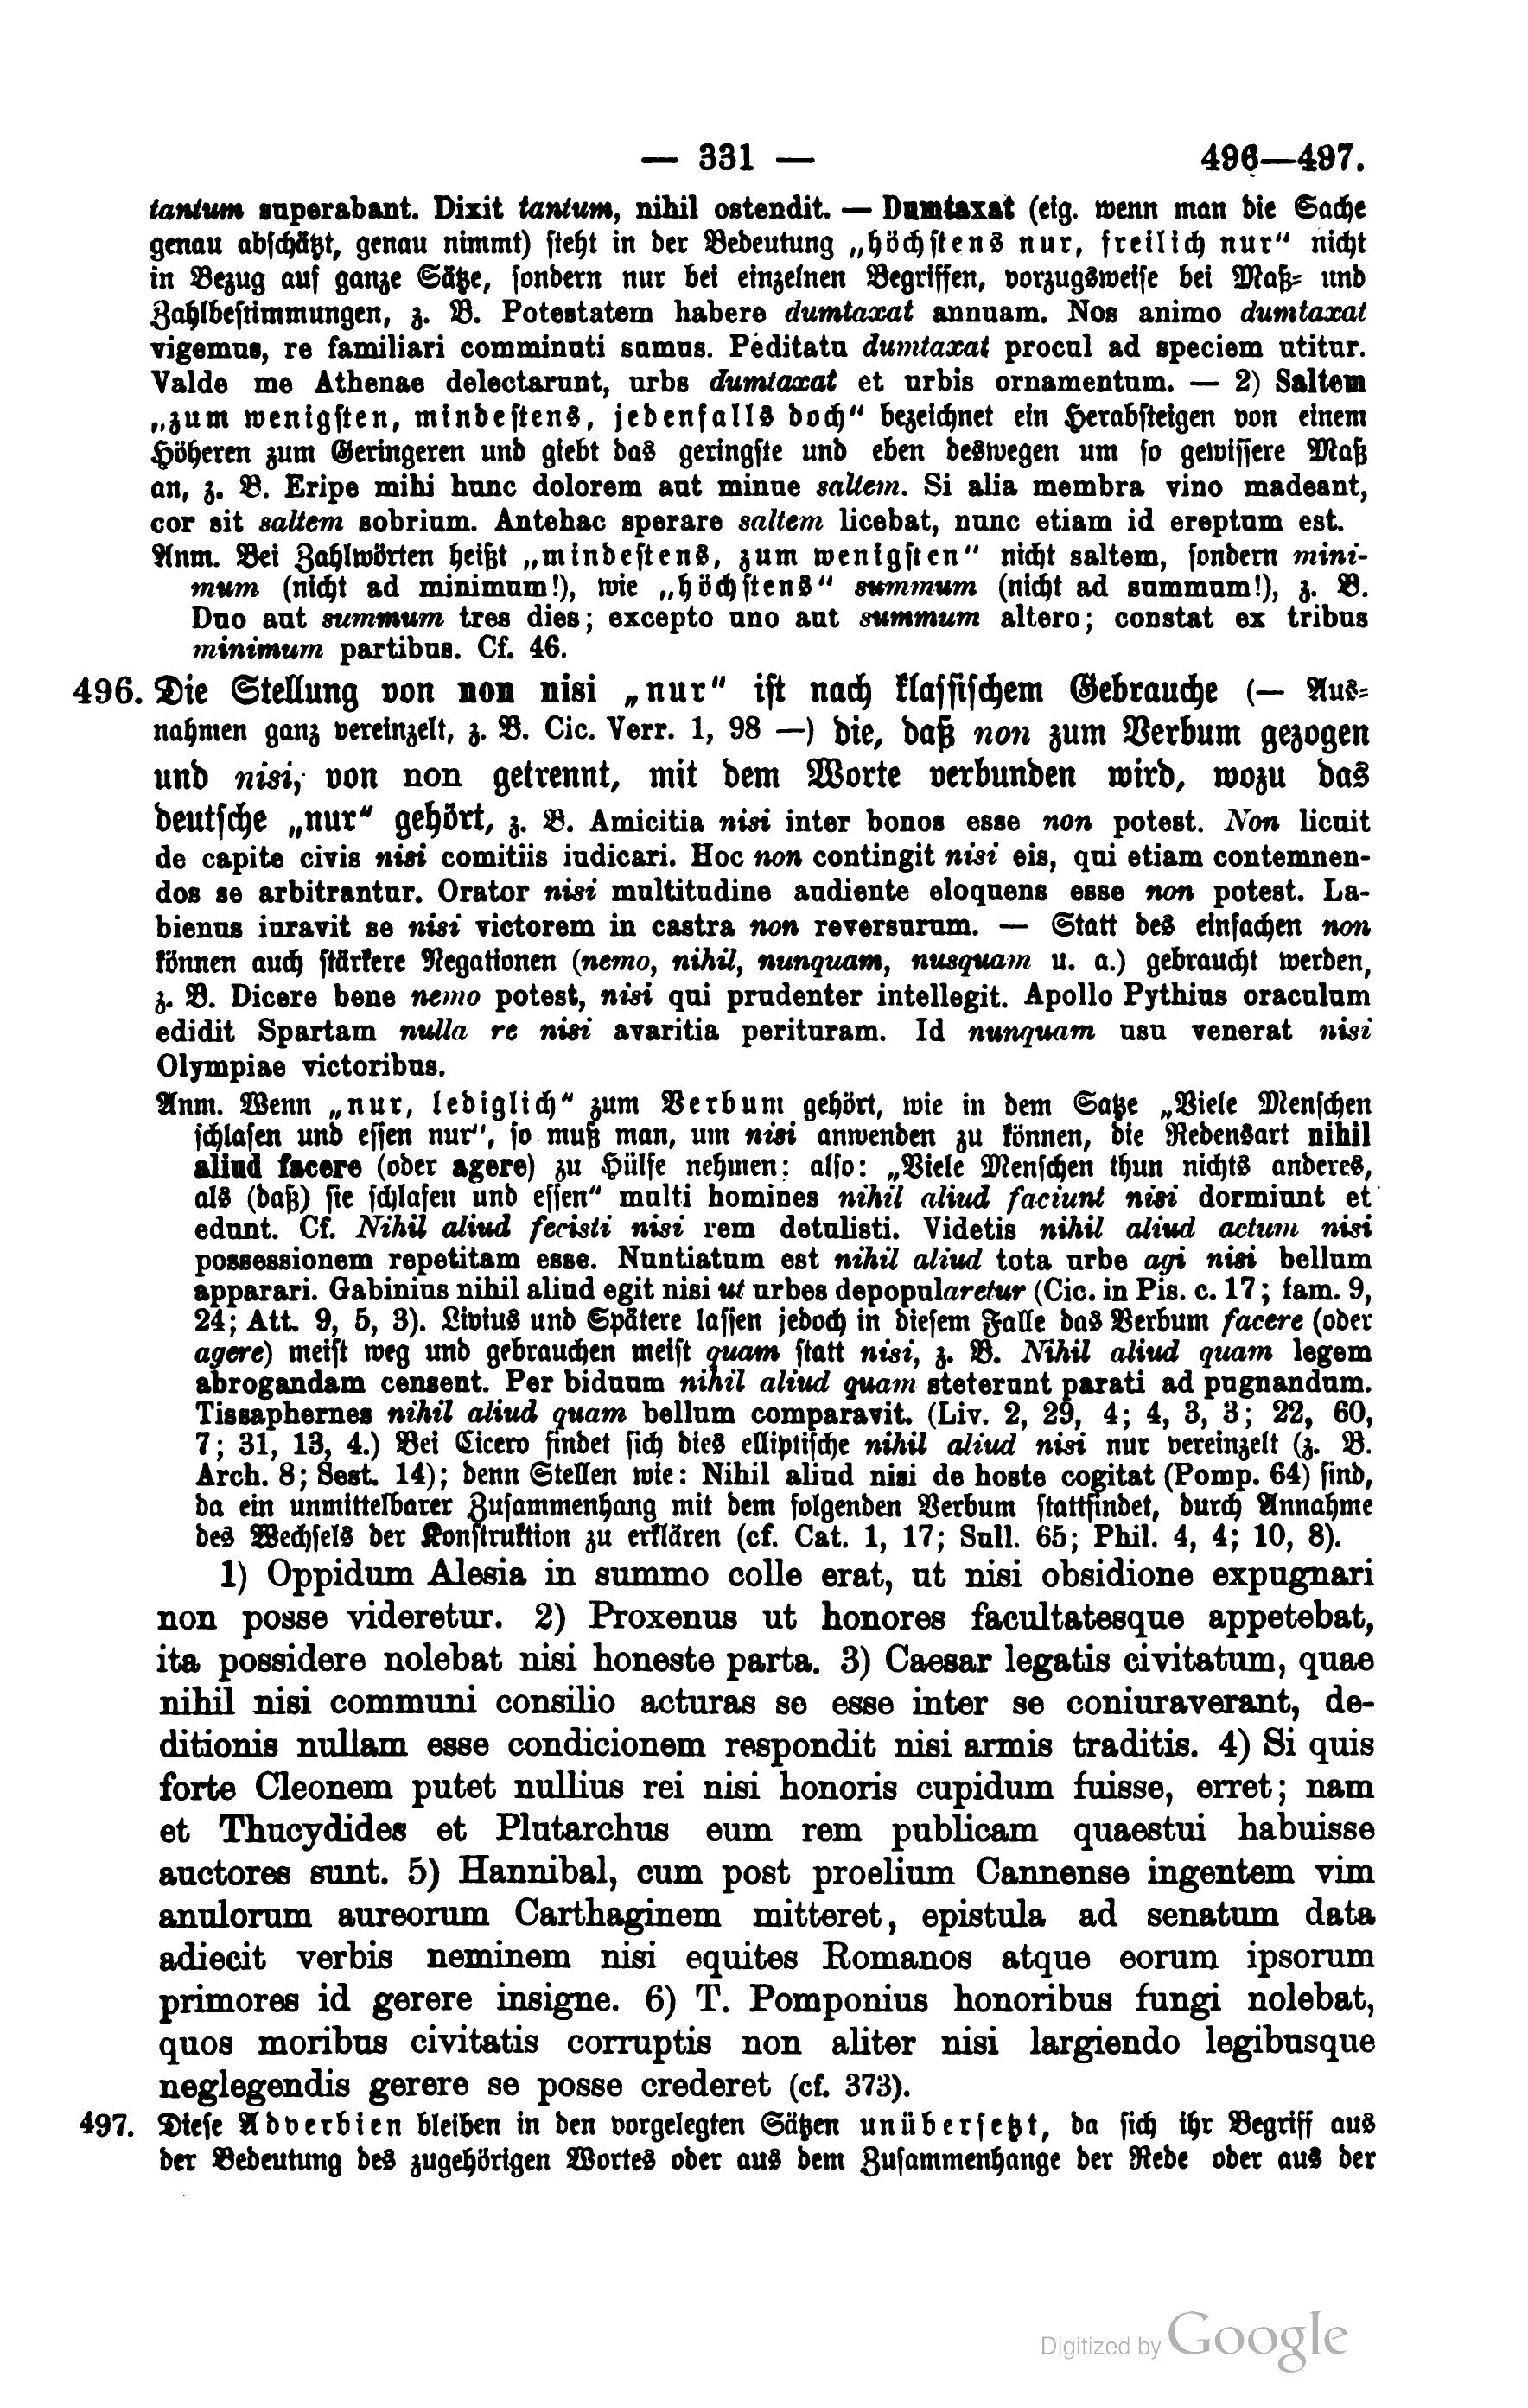 — 331 — 496—497.
tantum superabant. Dixit tantum, nihil ostendit. — Dumtaxat (eig. wenn man die Sache
genau abschätzt, genau nimmt) steht in der Bedeutung „höchstens nur, freilich nur“ nicht
in Bezug auf ganze Sätze, sondern nur bei einzelnen Begriffen, vorzugsweise bei Maß- und
Zahlbestimmungen, z. B. Potestatem habere dumtaxat annuam. Nos animo dumtaxat
vigemus, re familiari comminuti sumus. Peditatu dumtaxat procul ad speciem utitur.
Valde me Athenae delectarunt, urbs dumtaxat et urbis ornamentum. — 2) Saltem
„zum wenigsten, mindestens, jedenfalls doch“ bezeichnet ein Herabsteigen von einem
Höheren zum Geringeren und giebt das geringste und eben deswegen um so gewissere Maß
an, z. B. Eripe mihi hunc dolorem aut minue saltem. Si alia membra vino madeant,
cor sit saltem sobrium. Antehac sperare saltem licebat, nunc etiam id ereptum est.
Anm. Bei Zahlwörten heißt „mindestens, zum wenigsten“ nicht saltem, sondern mini-
mum (nicht ad minimum!), wie „höchstens“ summum (nicht ad summum!), z. B.
Duo aut summum tres dies; excepto uno aut summum altero; constat ex tribus
minimum partibus. Cf. 46.
496. Die Stellung von non nisi „nur“ ist nach klassischem Gebrauche (— Aus-
nahmen ganz vereinzelt, z. B. Cic. Verr. 1, 98 —) die, daß non zum Verbum gezogen
und nisi, von non getrennt, mit dem Worte verbunden wird, wozu das
deutsche „nur“ gehört, z. B. Amicitia nisi inter bonos esse non potest. Non licuit
de capite civis nisi comitiis iudicari. Hoc non contingit nisi eis, qui etiam contemnen-
dos se arbitrantur. Orator nisi multitudine audiente eloquens esse non potest. La-
bienus iuravit se nisi victorem in castra non reversurum. — Statt des einfachen non
können auch stärkere Negationen (nemo, nihil, nunquam, nusquam u. a.) gebraucht werden,
z. B. Dicere bene nemo potest, nisi qui prudenter intellegit. Apollo Pythius oraculum
edidit Spartam nulla re nisi avaritia perituram. Id nunquam usu venerat nisi
Olympiae victoribus.
Anm. Wenn „nur, lediglich“ zum Verbum gehört, wie in dem Satze „Viele Menschen
schlafen und essen nur“, so muß man, um nisi anwenden zu können, die Redensart nihil
aliud facere (oder agere) zu Hülfe nehmen: also: „Viele Menschen thun nichts anderes,
als (daß) sie schlafen und essen“ multi homines nihil aliud faciunt nisi dormiunt et
edunt. Cf. Nihil aliud fecisti nisi rem detulisti. Videtis nihil aliud actum nisi
possessionem repetitam esse. Nuntiatum est nihil aliud tota urbe agi nisi bellum
apparari. Gabinius nihil aliud egit nisi ut urbes depopularetur (Cic. in Pis. c. 17; fam. 9,
24; Att. 9, 5, 3). Livius und Spätere lassen jedoch in diesem Falle das Verbum facere (oder
agere) meist weg und gebrauchen meist quam statt nisi, z. B. Nihil aliud quam legem
abrogandam censent. Per biduum nihil aliud quam steterunt parati ad pugnandum.
Tissaphernes nihil aliud quam bellum comparavit. (Liv. 2, 29, 4; 4, 3, 3; 22, 60,
7; 31, 13, 4.) Bei Cicero findet sich dies elliptische nihil aliud nisi nur vereinzelt (z. B.
Arch. 8; Sest. 14); denn Stellen wie: Nihil aliud nisi de hoste cogitat (Pomp. 64) sind,
da ein unmittelbarer Zusammenhang mit dem folgenden Verbum stattfindet, durch Annahme
des Wechsels der Konstruktion zu erklären (cf. Cat. 1, 17; Sull. 65; Phil. 4, 4; 10, 8).
1) Oppidum Alesia in summo colle erat, ut nisi obsidione expugnari
non posse videretur. 2) Proxenus ut honores facultatesque appetebat,
ita possidere nolebat nisi honeste parta. 3) Caesar legatis civitatum, quae
nihil nisi communi consilio acturas se esse inter se coniuraverant, de-
ditionis nullam esse condicionem respondit nisi armis traditis. 4) Si quis
forte Cleonem putet nullius rei nisi honoris cupidum fuisse, erret; nam
et Thucydides et Plutarchus eum rem publicam quaestui habuisse
auctores sunt. 5) Hannibal, cum post proelium Cannense ingentem vim
anulorum aureorum Carthaginem mitteret, epistula ad senatum data
adiecit verbis neminem nisi equites Romanos atque eorum ipsorum
primores id gerere insigne. 6) T. Pomponius honoribus fungi nolebat,
quos moribus civitatis corruptis non aliter nisi largiendo legibusque
neglegendis gerere se posse crederet (cf. 373).
497. Diese Adverbien bleiben in den vorgelegten Sätzen unübersetzt, da sich ihr Begriff aus
der Bedeutung des zugehörigen Wortes oder aus dem Zusammenhange der Rede oder aus der
Digitized by Google